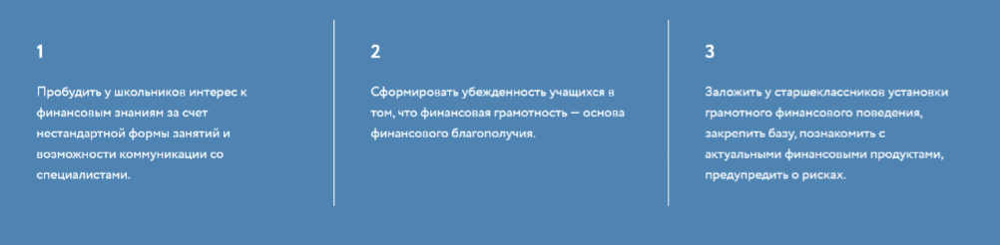 1
Пробудить у школьников интерес к
финансовым знаниям за счет
нестандартной формы занятий и
возможности коммуникации со
специалистами.
2
Сформировать убежденность учащихся в
том, что финансовая грамотность — основа
финансового благополучия.
3
Заложить у старшеклассников установки
грамотного финансового поведения,
закрепить базу, познакомить с
актуальными финансовыми продуктами,
предупредить о рисках.